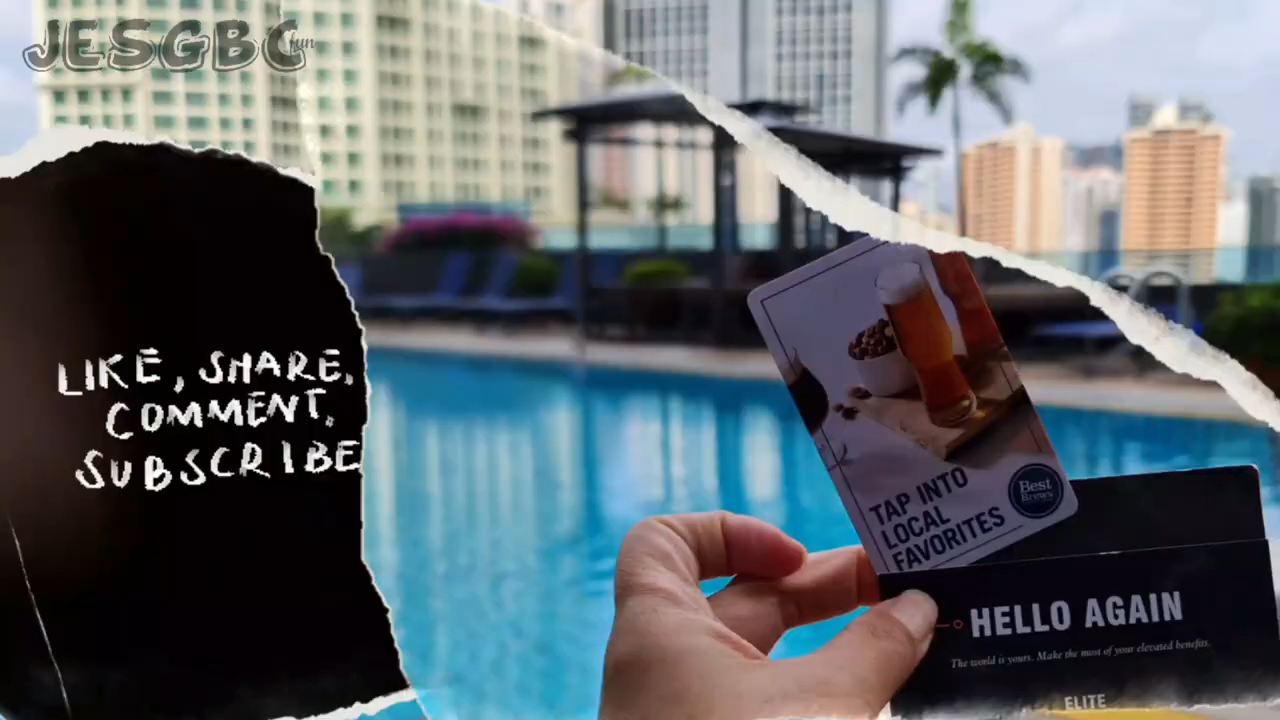 JESGBC fun
LIKE, SHARE,
COMMENT,
SUBSCRIBE
TAP INTO
LOCAL
FAVORITES
Best
Brews
HELLO AGAIN
The world is yours. Make the most of your elevated benefits.
ELITE